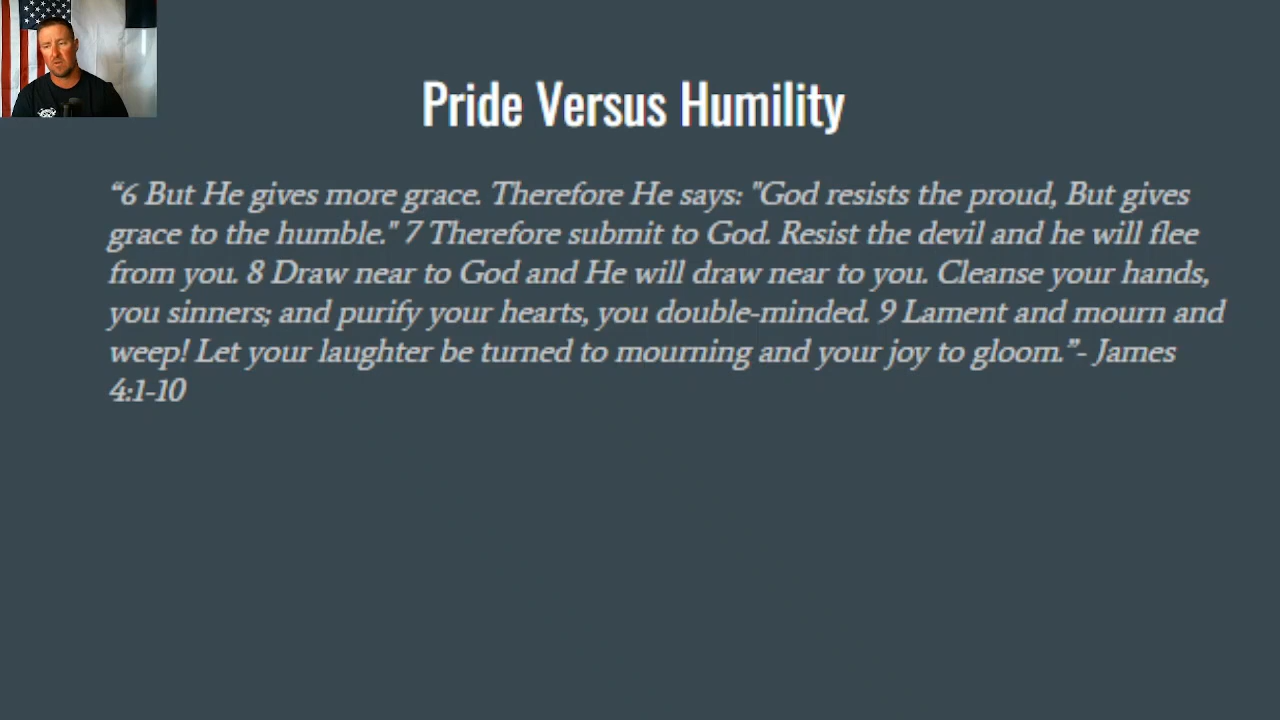 Pride Versus Humility
“6 But He gives more grace. Therefore He says: "God resists the proud, But gives
grace to the humble." 7 Therefore submit to God. Resist the devil and he will flee
from you. 8 Draw near to God and He will draw near to you. Cleanse your hands,
you sinners; and purify your hearts, you double-minded. 9 Lament and mourn and
weep! Let your laughter be turned to mourning and your joy to gloom.”- James
4:1-10